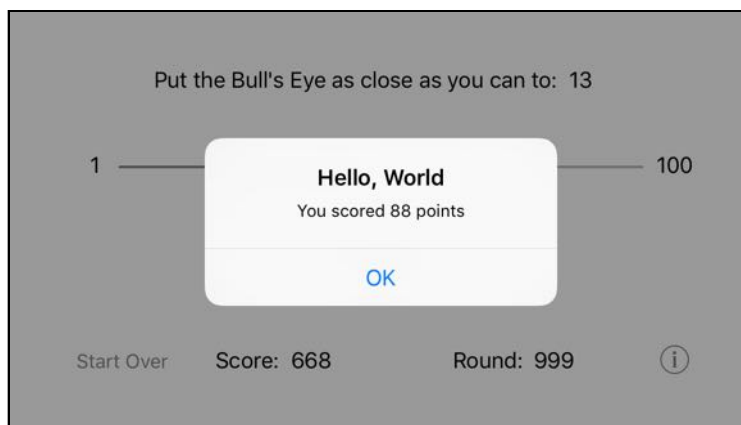 Put the Bull's Eye as close as you can to: 13
1 100
Hello, World
You scored 88 points
OK
Start Over Score: 668 Round: 999